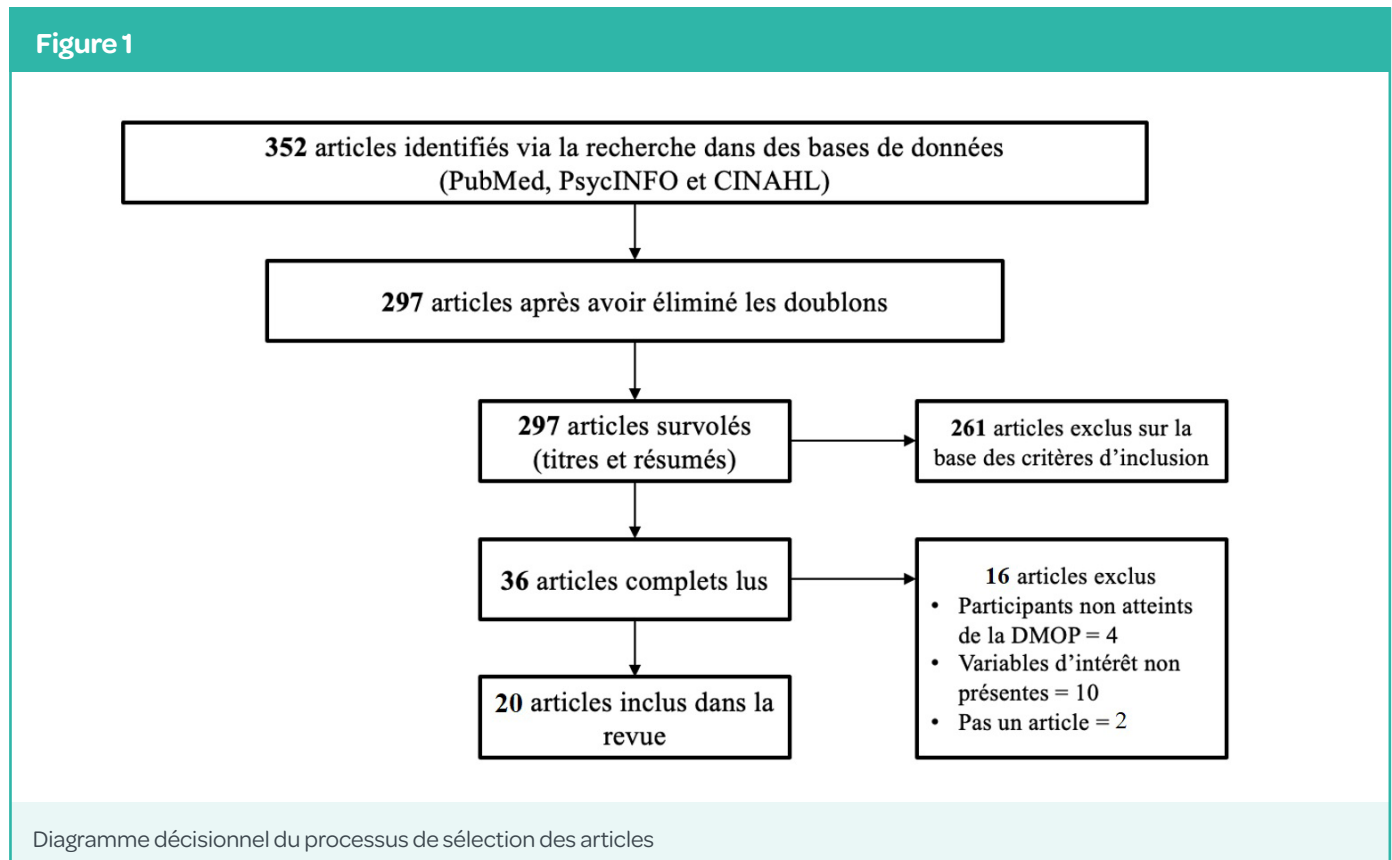 Figure 1
352 articles identifiés via la recherche dans des bases de données
(PubMed, PsycINFO et CINAHL)
297 articles après avoir éliminé les doublons
297 articles survolés
(titres et résumés)
261 articles exclus sur la
base des critères d'inclusion
36 articles complets lus
16 articles exclus
• Participants non atteints
de la DMOP = 4
• Variables d'intérêt non
présentes = 10
• Pas un article = 2
20 articles inclus dans la
revue
Diagramme décisionnel du processus de sélection des articles